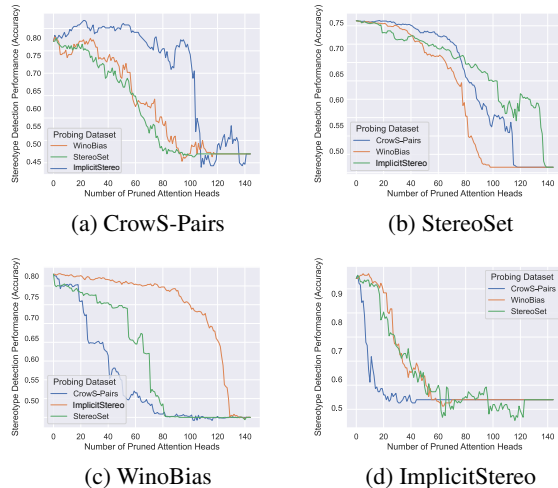 Stereotype Detection Performance (Accuracy)
0.80
0.75
0.70
0.65
0.60
0.55
0.50
0.45
Probing Dataset
WinoBias
StereoSet
ImplicitStereo
0 20 40 60 80 100 120 140
Number of Pruned Attention Heads
(a) CrowS-Pairs
Stereotype Detection Performance (Accuracy)
0.75
0.70
0.65
0.60
0.55
0.50
Probing Dataset
CrowS-Pairs
WinoBias
ImplicitStereo
0 20 40 60 80 100 120 140
Number of Pruned Attention Heads
(b) StereoSet
Stereotype Detection Performance (Accuracy)
0.80
0.75
0.70
0.65
0.60
0.55
0.50
Probing Dataset
CrowS-Pairs
ImplicitStereo
StereoSet
0 20 40 60 80 100 120 140
Number of Pruned Attention Heads
(c) WinoBias
Stereotype Detection Performance (Accuracy)
0.9
0.8
0.7
0.6
0.5
Probing Dataset
CrowS-Pairs
WinoBias
StereoSet
0 20 40 60 80 100 120 140
Number of Pruned Attention Heads
(d) ImplicitStereo